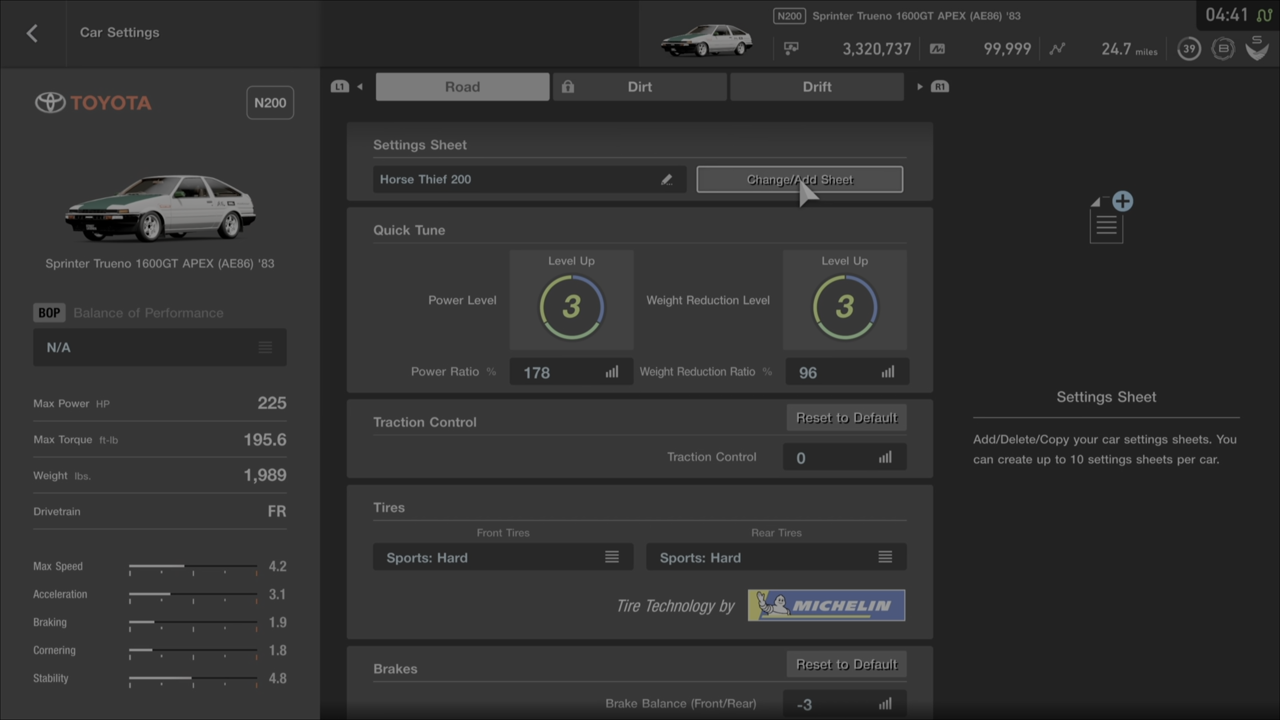 Car Settings
N200 Sprinter Trueno 1600GT APEX (AE86) '83
3,320,737 99,999 24.7 miles 39 B S
04:41
TOYOTA N200
Sprinter Trueno 1600GT APEX (AE86) '83
BOP Balance of Performance
N/A
Max Power HP 225
Max Torque ft-lb 195.6
Weight lbs. 1,989
Drivetrain FR
Max Speed 4.2
Acceleration 3.1
Braking 1.9
Cornering 1.8
Stability 4.8
L1 Road Dirt Drift R1
Settings Sheet
Horse Thief 200 Change/Add Sheet
Quick Tune
Level Up Level Up
Power Level 3 Weight Reduction Level 3
Power Ratio % 178 Weight Reduction Ratio % 96
Traction Control Reset to Default
Traction Control 0
Tires
Front Tires Rear Tires
Sports: Hard Sports: Hard
Tire Technology by MICHELIN
Brakes Reset to Default
Brake Balance (Front/Rear) -3
Settings Sheet
Add/Delete/Copy your car settings sheets. You
can create up to 10 settings sheets per car.